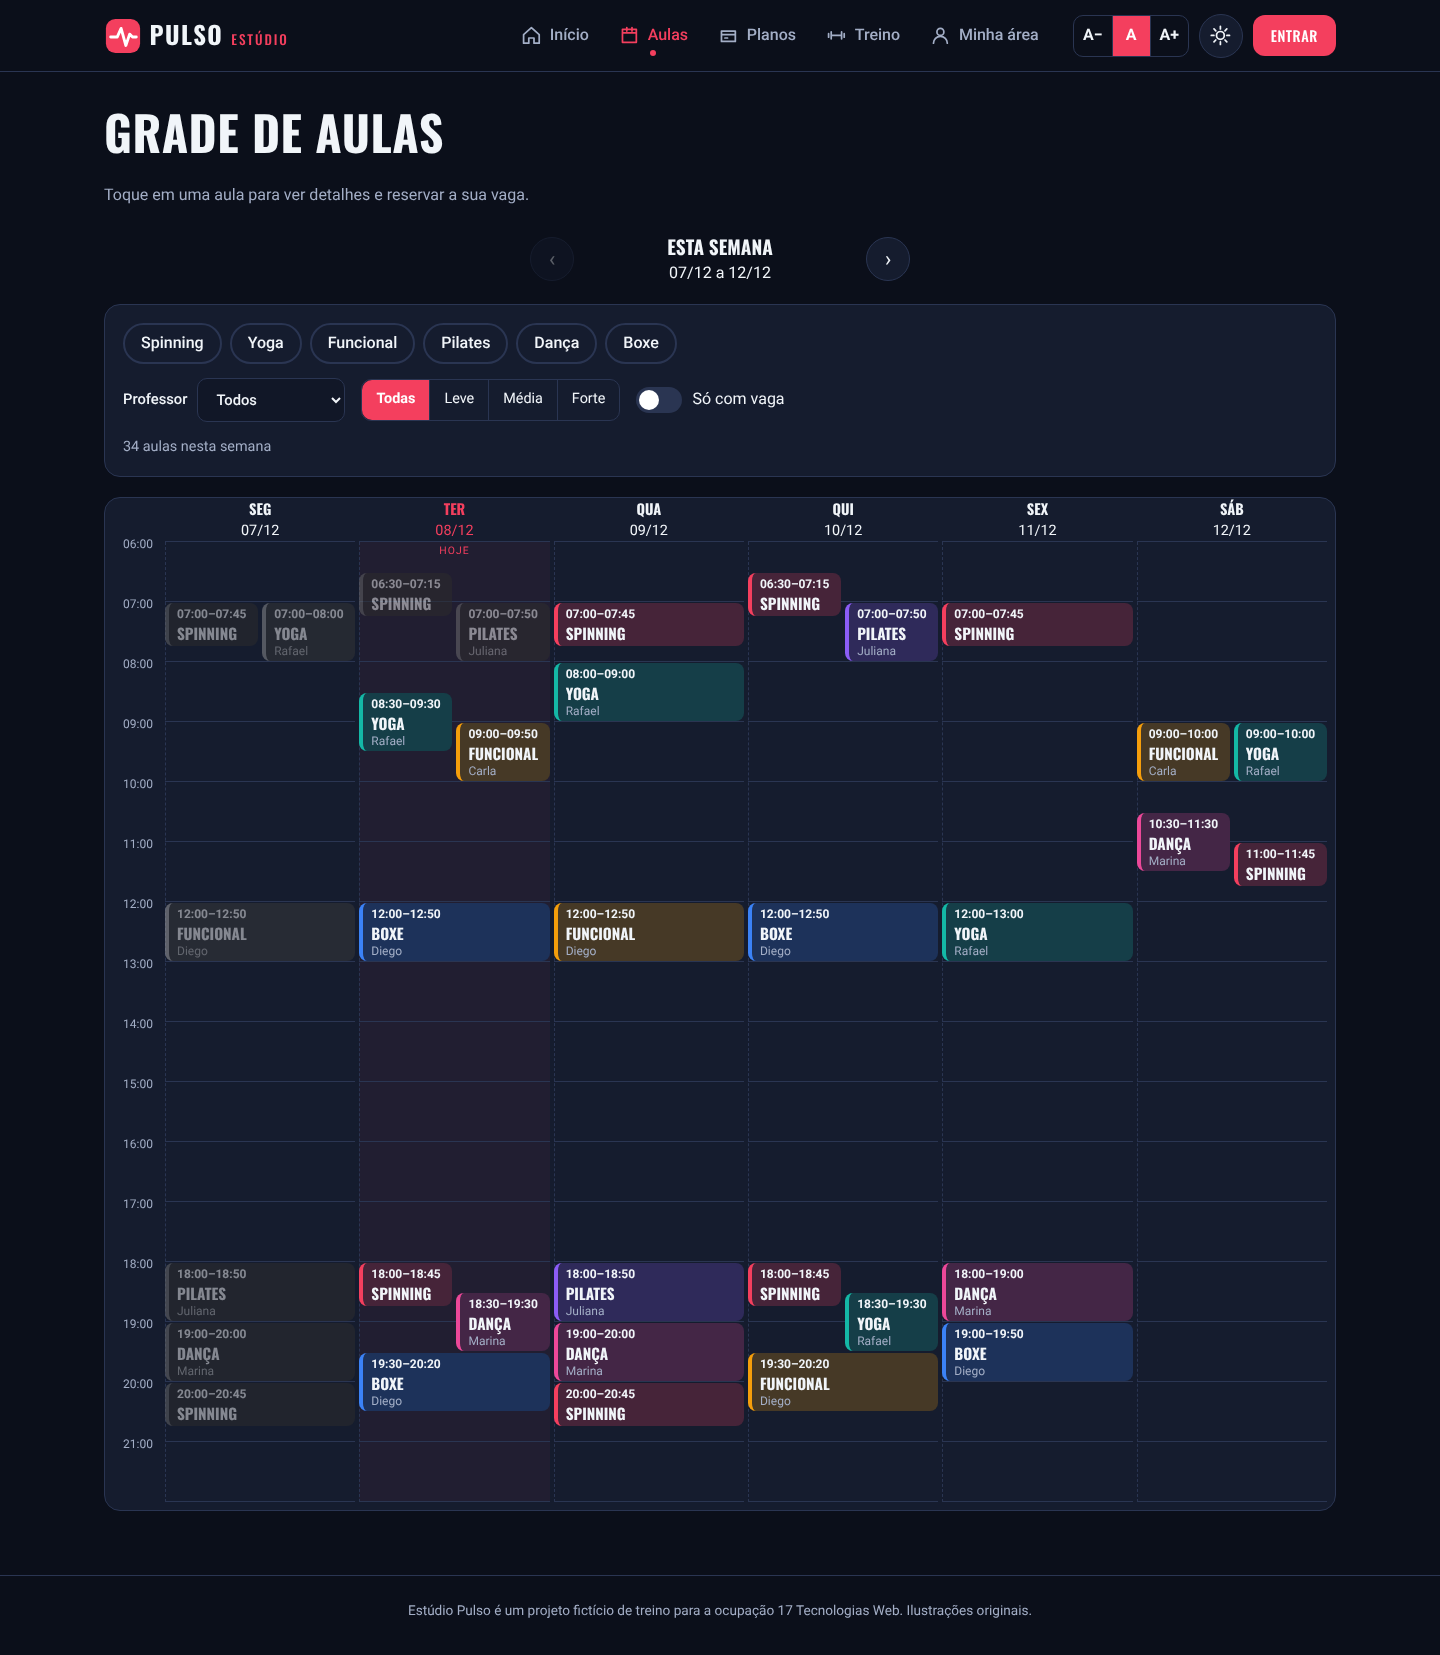 PULSO ESTÚDIO
Início
Aulas
Planos
Treino
Minha área
A−
A
A+
ENTRAR
GRADE DE AULAS
Toque em uma aula para ver detalhes e reservar a sua vaga.
‹
ESTA SEMANA
07/12 a 12/12
›
Spinning
Yoga
Funcional
Pilates
Dança
Boxe
Professor
Todos
Todas
Leve
Média
Forte
Só com vaga
34 aulas nesta semana
SEG
07/12
TER
08/12
HOJE
QUA
09/12
QUI
10/12
SEX
11/12
SÁB
12/12
06:00
07:00
08:00
09:00
10:00
11:00
12:00
13:00
14:00
15:00
16:00
17:00
18:00
19:00
20:00
21:00
07:00–07:45
SPINNING
07:00–08:00
YOGA
Rafael
12:00–12:50
FUNCIONAL
Diego
18:00–18:50
PILATES
Juliana
19:00–20:00
DANÇA
Marina
20:00–20:45
SPINNING
06:30–07:15
SPINNING
07:00–07:50
PILATES
Juliana
08:30–09:30
YOGA
Rafael
09:00–09:50
FUNCIONAL
Carla
12:00–12:50
BOXE
Diego
18:00–18:45
SPINNING
18:30–19:30
DANÇA
Marina
19:30–20:20
BOXE
Diego
07:00–07:45
SPINNING
08:00–09:00
YOGA
Rafael
12:00–12:50
FUNCIONAL
Diego
18:00–18:50
PILATES
Juliana
19:00–20:00
DANÇA
Marina
20:00–20:45
SPINNING
06:30–07:15
SPINNING
07:00–07:50
PILATES
Juliana
12:00–12:50
BOXE
Diego
18:00–18:45
SPINNING
18:30–19:30
YOGA
Rafael
19:30–20:20
FUNCIONAL
Diego
07:00–07:45
SPINNING
12:00–13:00
YOGA
Rafael
18:00–19:00
DANÇA
Marina
19:00–19:50
BOXE
Diego
09:00–10:00
FUNCIONAL
Carla
09:00–10:00
YOGA
Rafael
10:30–11:30
DANÇA
Marina
11:00–11:45
SPINNING
Estúdio Pulso é um projeto fictício de treino para a ocupação 17 Tecnologias Web. Ilustrações originais.